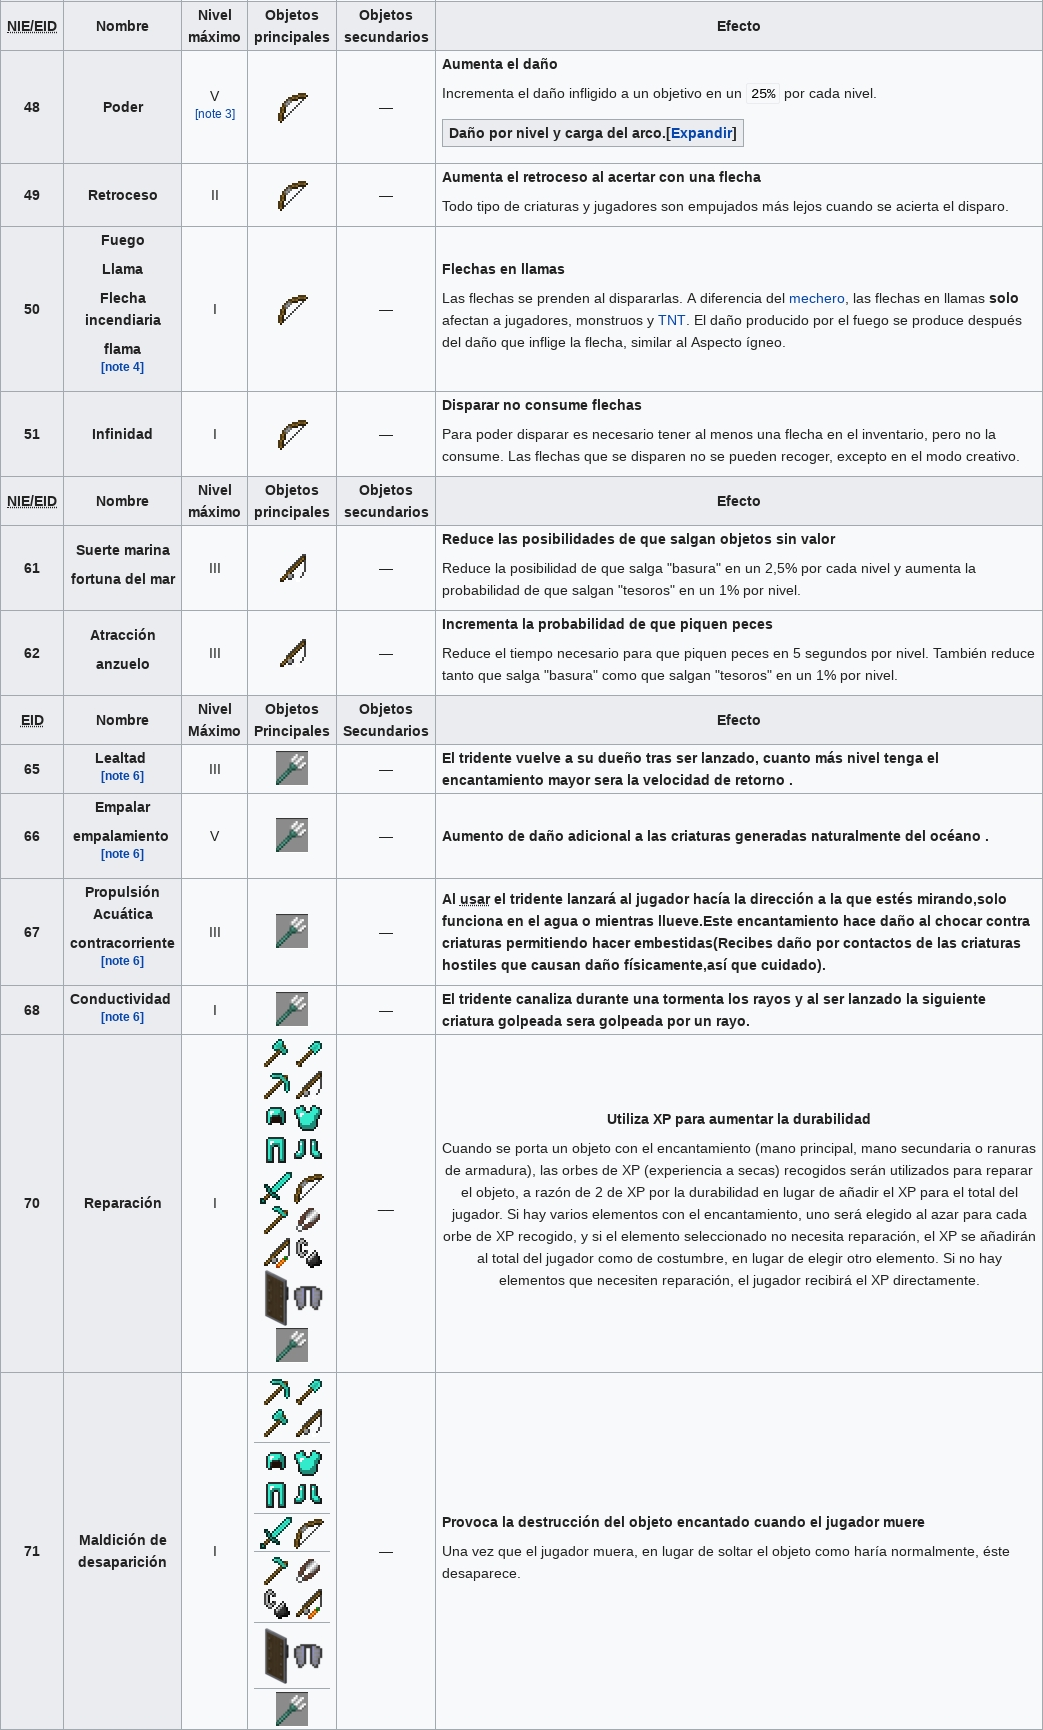 NIE/EID Nombre Nivel máximo Objetos principales Objetos secundarios Efecto
48 Poder V [note 3] — Aumenta el daño
Incrementa el daño infligido a un objetivo en un 25% por cada nivel.
Daño por nivel y carga del arco.[Expandir]
49 Retroceso II — Aumenta el retroceso al acertar con una flecha
Todo tipo de criaturas y jugadores son empujados más lejos cuando se acierta el disparo.
50 Fuego
Llama
Flecha
incendiaria
flama
[note 4]
I — Flechas en llamas
Las flechas se prenden al dispararlas. A diferencia del mechero, las flechas en llamas solo
afectan a jugadores, monstruos y TNT. El daño producido por el fuego se produce después
del daño que inflige la flecha, similar al Aspecto ígneo.
51 Infinidad I — Disparar no consume flechas
Para poder disparar es necesario tener al menos una flecha en el inventario, pero no la
consume. Las flechas que se disparen no se pueden recoger, excepto en el modo creativo.
NIE/EID Nombre Nivel máximo Objetos principales Objetos secundarios Efecto
61 Suerte marina
fortuna del mar
III — Reduce las posibilidades de que salgan objetos sin valor
Reduce la posibilidad de que salga "basura" en un 2,5% por cada nivel y aumenta la
probabilidad de que salgan "tesoros" en un 1% por nivel.
62 Atracción
anzuelo
III — Incrementa la probabilidad de que piquen peces
Reduce el tiempo necesario para que piquen peces en 5 segundos por nivel. También reduce
tanto que salga "basura" como que salgan "tesoros" en un 1% por nivel.
EID Nombre Nivel Máximo Objetos Principales Objetos Secundarios Efecto
65 Lealtad [note 6] III — El tridente vuelve a su dueño tras ser lanzado, cuanto más nivel tenga el
encantamiento mayor sera la velocidad de retorno .
66 Empalar
empalamiento
[note 6]
V — Aumento de daño adicional a las criaturas generadas naturalmente del océano .
67 Propulsión
Acuática
contracorriente
[note 6]
III — Al usar el tridente lanzará al jugador hacía la dirección a la que estés mirando,solo
funciona en el agua o mientras llueve.Este encantamiento hace daño al chocar contra
criaturas permitiendo hacer embestidas(Recibes daño por contactos de las criaturas
hostiles que causan daño físicamente,así que cuidado).
68 Conductividad [note 6] I — El tridente canaliza durante una tormenta los rayos y al ser lanzado la siguiente
criatura golpeada sera golpeada por un rayo.
70 Reparación I — Utiliza XP para aumentar la durabilidad
Cuando se porta un objeto con el encantamiento (mano principal, mano secundaria o ranuras
de armadura), las orbes de XP (experiencia a secas) recogidos serán utilizados para reparar
el objeto, a razón de 2 de XP por la durabilidad en lugar de añadir el XP para el total del
jugador. Si hay varios elementos con el encantamiento, uno será elegido al azar para cada
orbe de XP recogido, y si el elemento seleccionado no necesita reparación, el XP se añadirán
al total del jugador como de costumbre, en lugar de elegir otro elemento. Si no hay
elementos que necesiten reparación, el jugador recibirá el XP directamente.
71 Maldición de
desaparición
I — Provoca la destrucción del objeto encantado cuando el jugador muere
Una vez que el jugador muera, en lugar de soltar el objeto como haría normalmente, éste
desaparece.